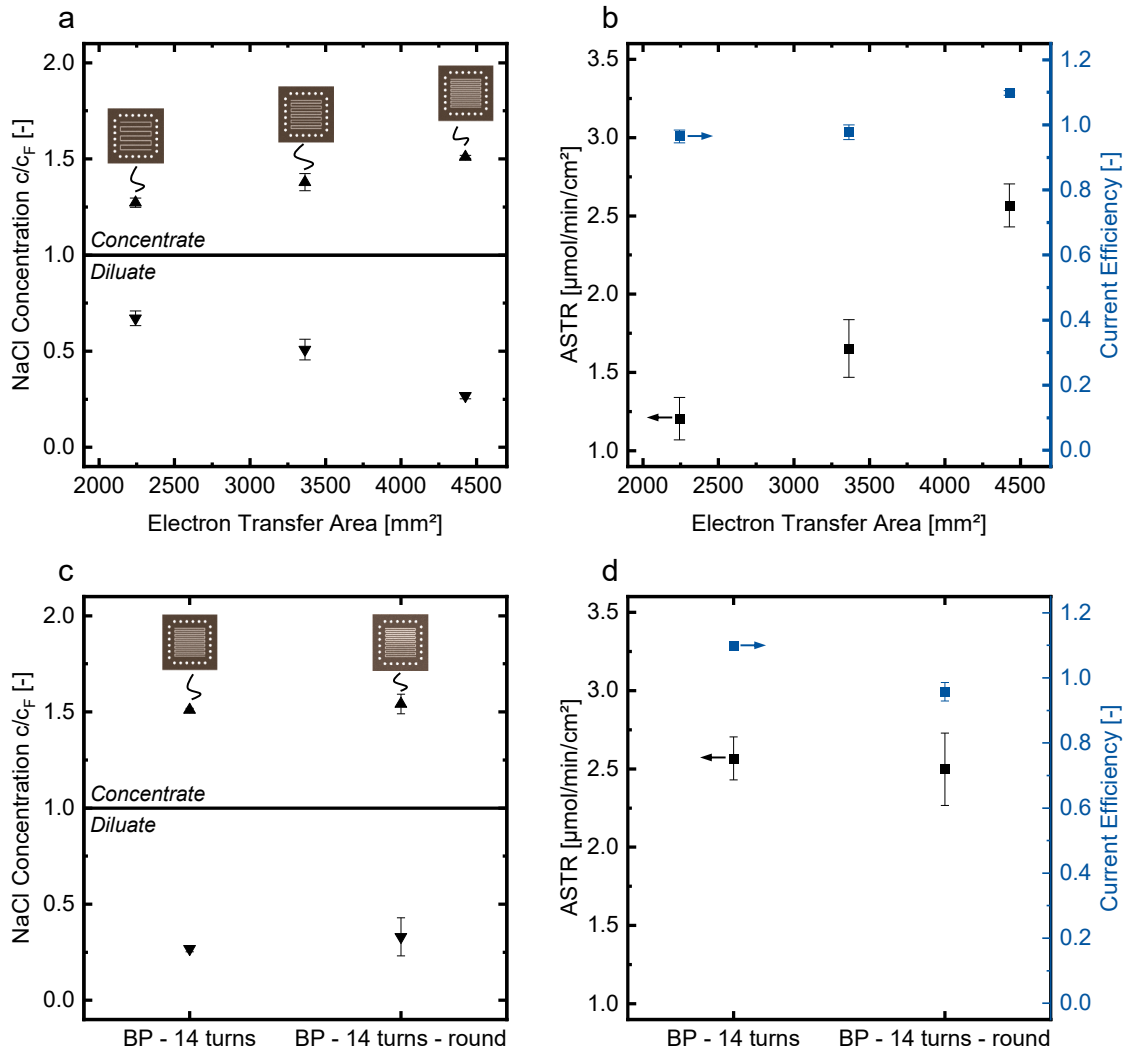 a
NaCl Concentration c/c_F [-]
2.0
1.5
1.0
0.5
0.0
Concentrate
Diluate
2000 2500 3000 3500 4000 4500
Electron Transfer Area [mm²]
b
ASTR [µmol/min/cm²]
3.5
3.0
2.5
2.0
1.5
1.0
1.2
1.0
0.8
0.6
0.4
0.2
0.0
Current Efficiency [-]
2000 2500 3000 3500 4000 4500
Electron Transfer Area [mm²]
c
NaCl Concentration c/c_F [-]
2.0
1.5
1.0
0.5
0.0
Concentrate
Diluate
BP - 14 turns BP - 14 turns - round
d
ASTR [µmol/min/cm²]
3.5
3.0
2.5
2.0
1.5
1.0
1.2
1.0
0.8
0.6
0.4
0.2
0.0
Current Efficiency [-]
BP - 14 turns BP - 14 turns - round